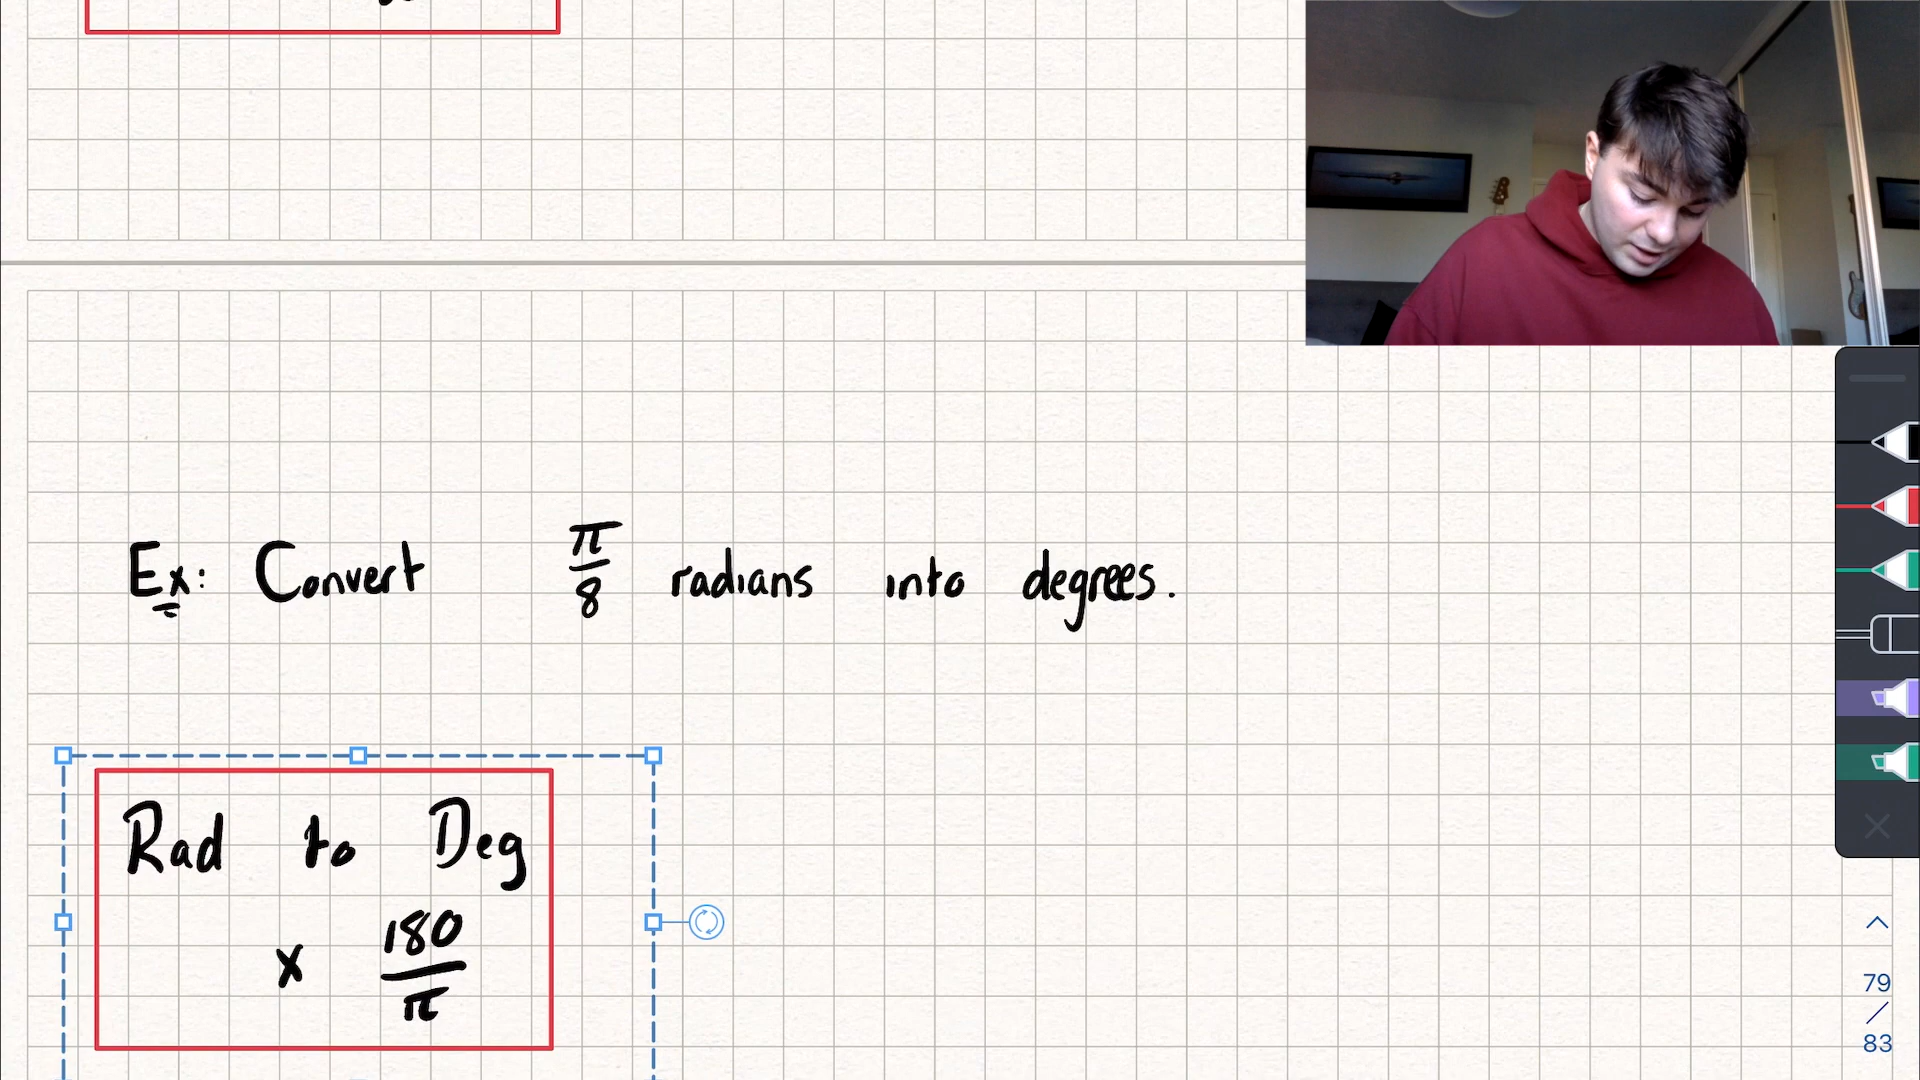 Ex: Convert π/8 radians into degrees.
Rad to Deg
x 180/π
79
/
83